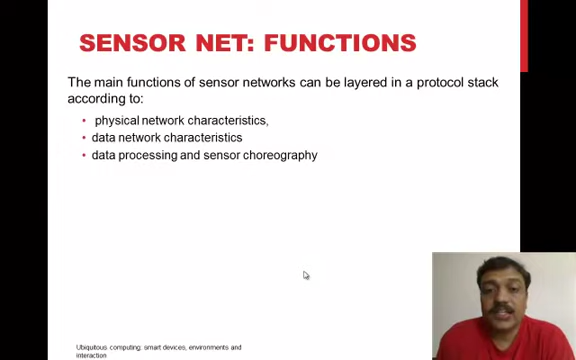 SENSOR NET: FUNCTIONS
The main functions of sensor networks can be layered in a protocol stack
according to:
• physical network characteristics,
• data network characteristics
• data processing and sensor choreography
Ubiquitous computing: smart devices, environments and
interaction